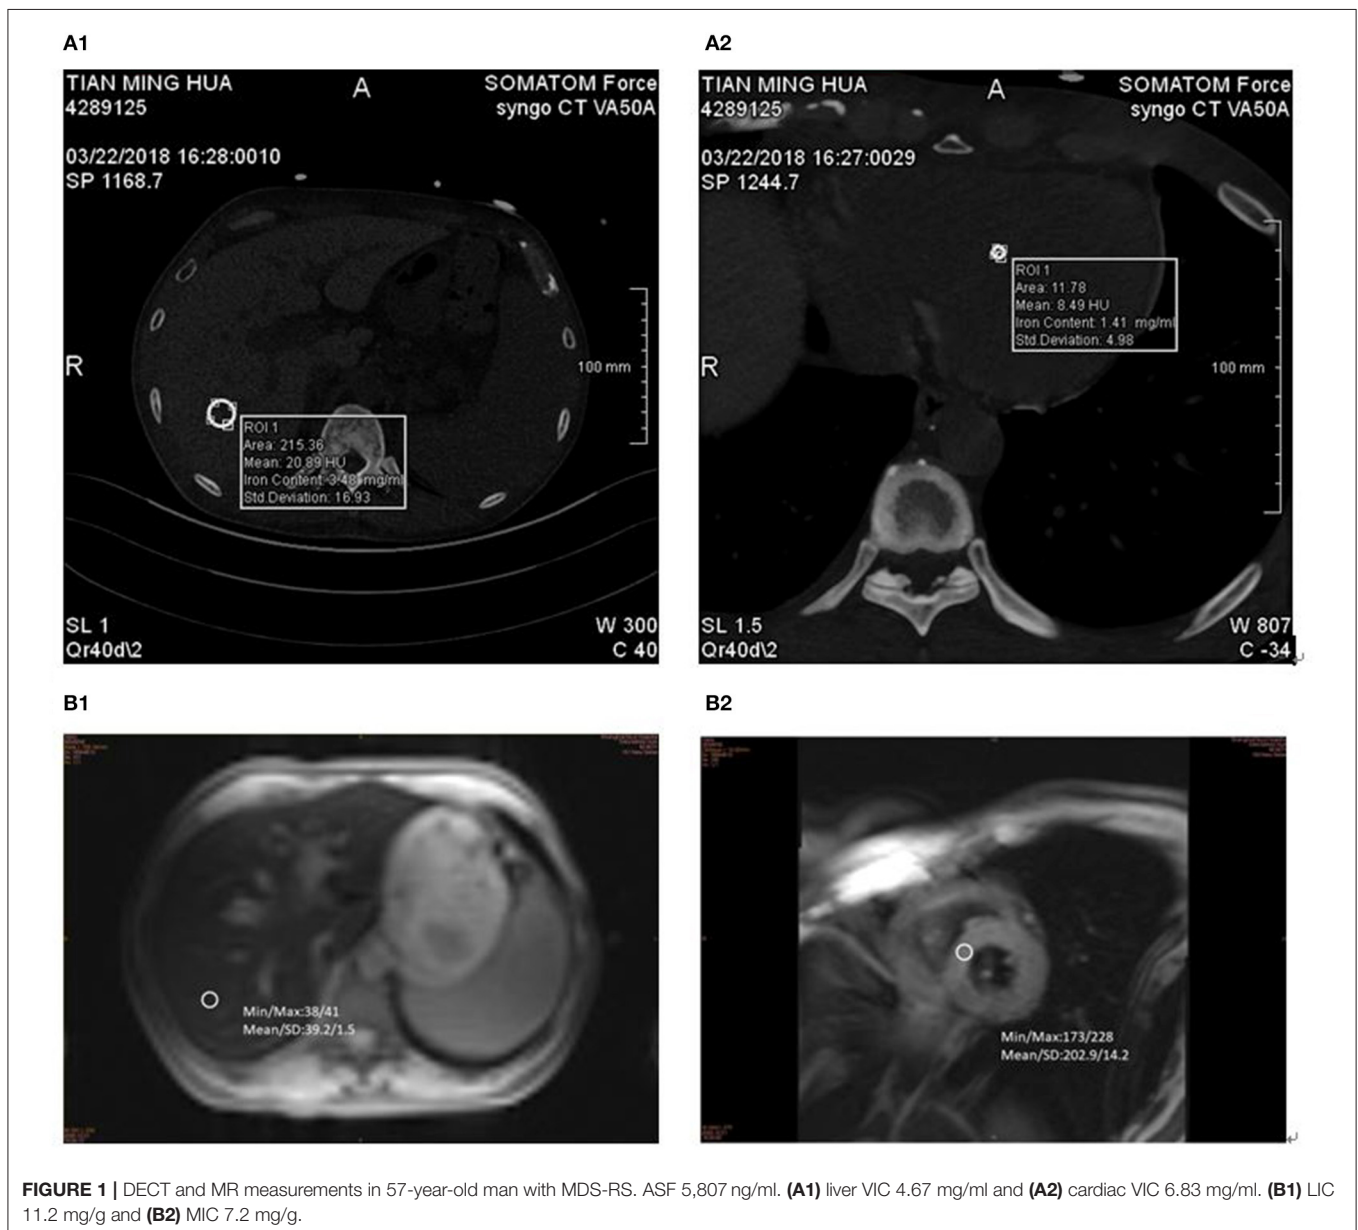 A1
A2
TIAN MING HUA
4289125
A
SOMATOM Force
syngo CT VA50A
03/22/2018 16:28:0010
SP 1168.7
R
100 mm
ROI 1
Area: 215.36
Mean: 20.89 HU
Iron Content: 3.48 mg/ml
Std.Deviation: 16.93
SL 1
Qr40d\2
W 300
C 40
TIAN MING HUA
4289125
A
SOMATOM Force
syngo CT VA50A
03/22/2018 16:27:0029
SP 1244.7
R
100 mm
ROI 1
Area: 11.78
Mean: 8.49 HU
Iron Content: 1.41 mg/ml
Std.Deviation: 4.98
SL 1.5
Qr40d\2
W 807
C -34
B1
B2
Min/Max:38/41
Mean/SD:39.2/1.5
Min/Max:173/228
Mean/SD:202.9/14.2
FIGURE 1 | DECT and MR measurements in 57-year-old man with MDS-RS. ASF 5,807 ng/ml. (A1) liver VIC 4.67 mg/ml and (A2) cardiac VIC 6.83 mg/ml. (B1) LIC
11.2 mg/g and (B2) MIC 7.2 mg/g.